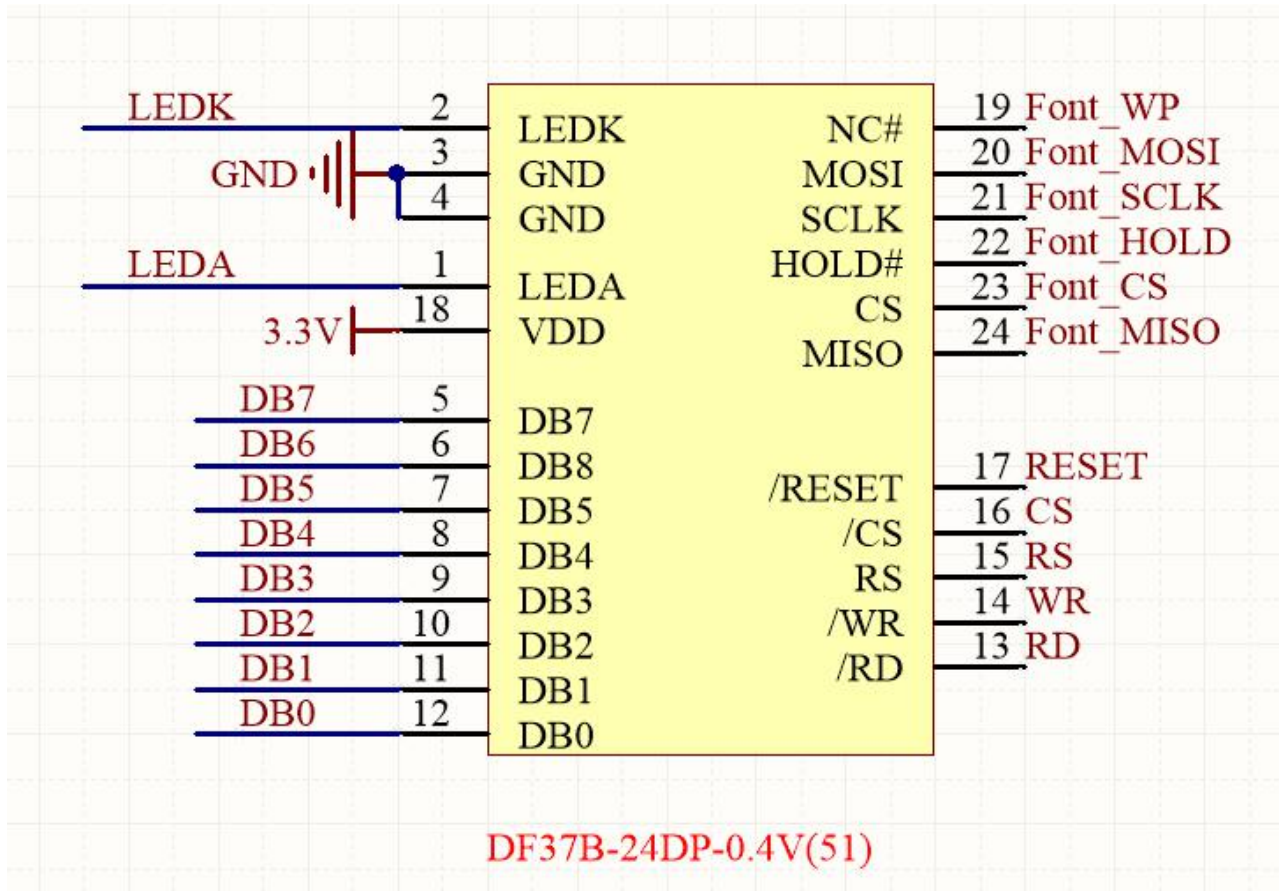 LEDK 2 LEDK NC# 19 Font_WP
GND 3 GND MOSI 20 Font_MOSI
4 GND SCLK 21 Font_SCLK
HOLD# 22 Font_HOLD
LEDA 1 LEDA CS 23 Font_CS
3.3V 18 VDD MISO 24 Font_MISO
DB7 5 DB7
DB6 6 DB8 /RESET 17 RESET
DB5 7 DB5 /CS 16 CS
DB4 8 DB4 RS 15 RS
DB3 9 DB3 /WR 14 WR
DB2 10 DB2 /RD 13 RD
DB1 11 DB1
DB0 12 DB0
DF37B-24DP-0.4V(51)